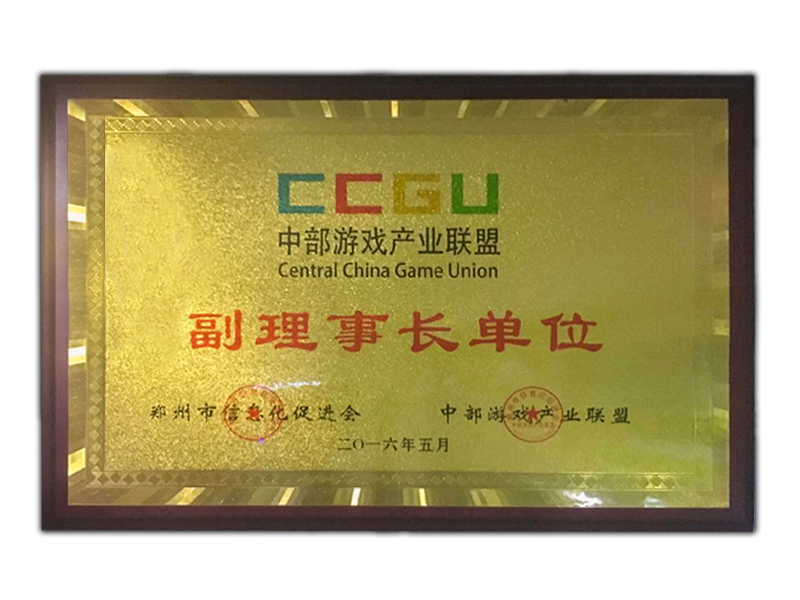 CCGU
中部游戏产业联盟
Central China Game Union
副理事长单位
郑州市信息化促进会 中部游戏产业联盟
二〇一六年五月